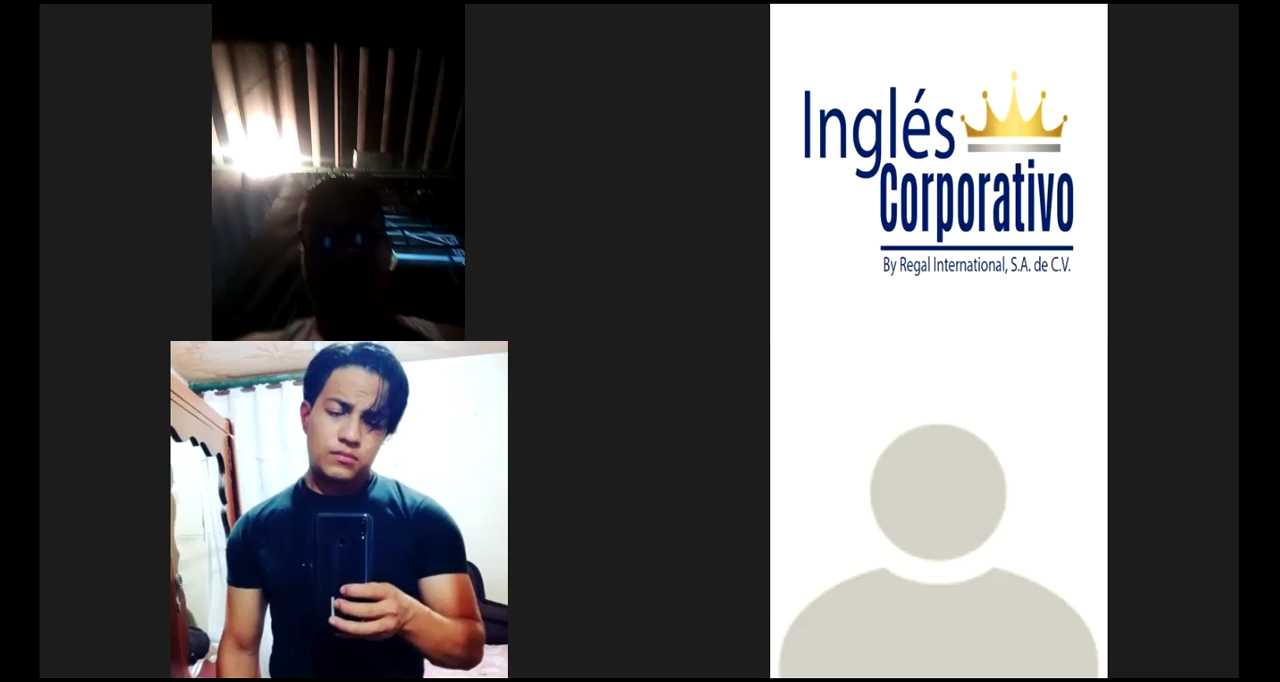 Inglés
Corporativo
By Regal International, S.A. de C.V.